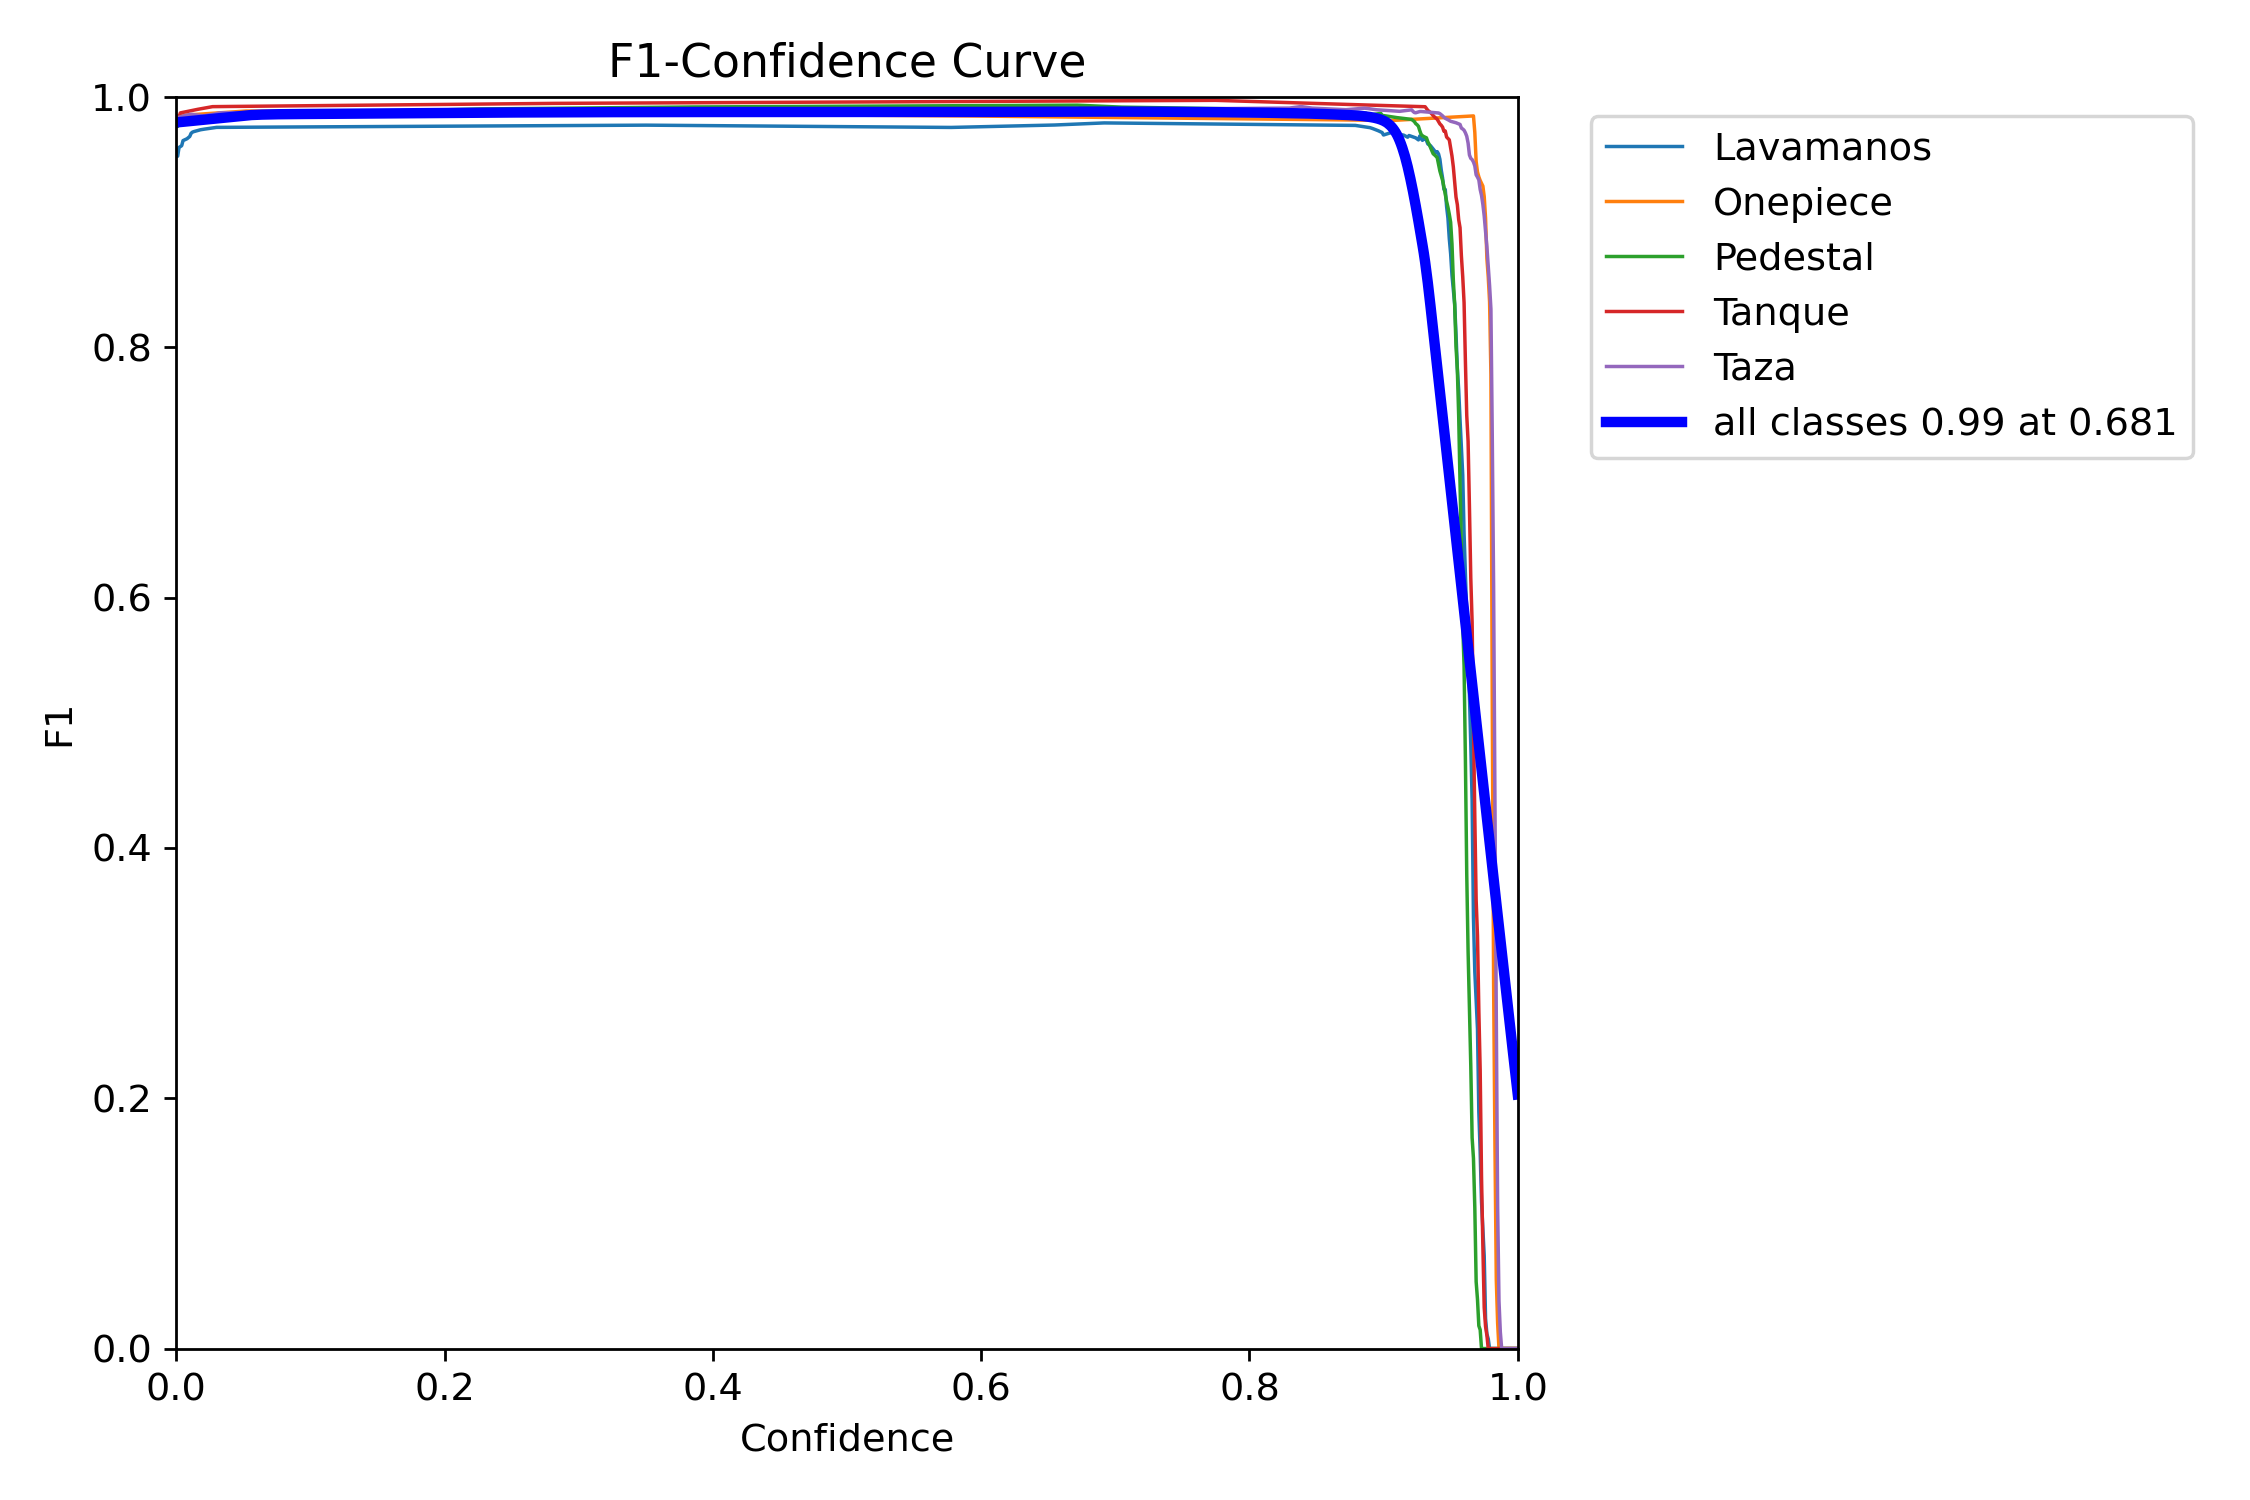 F1-Confidence Curve
1.0
0.8
0.6
0.4
0.2
0.0
F1
0.0 0.2 0.4 0.6 0.8 1.0
Confidence
Lavamanos
Onepiece
Pedestal
Tanque
Taza
all classes 0.99 at 0.681